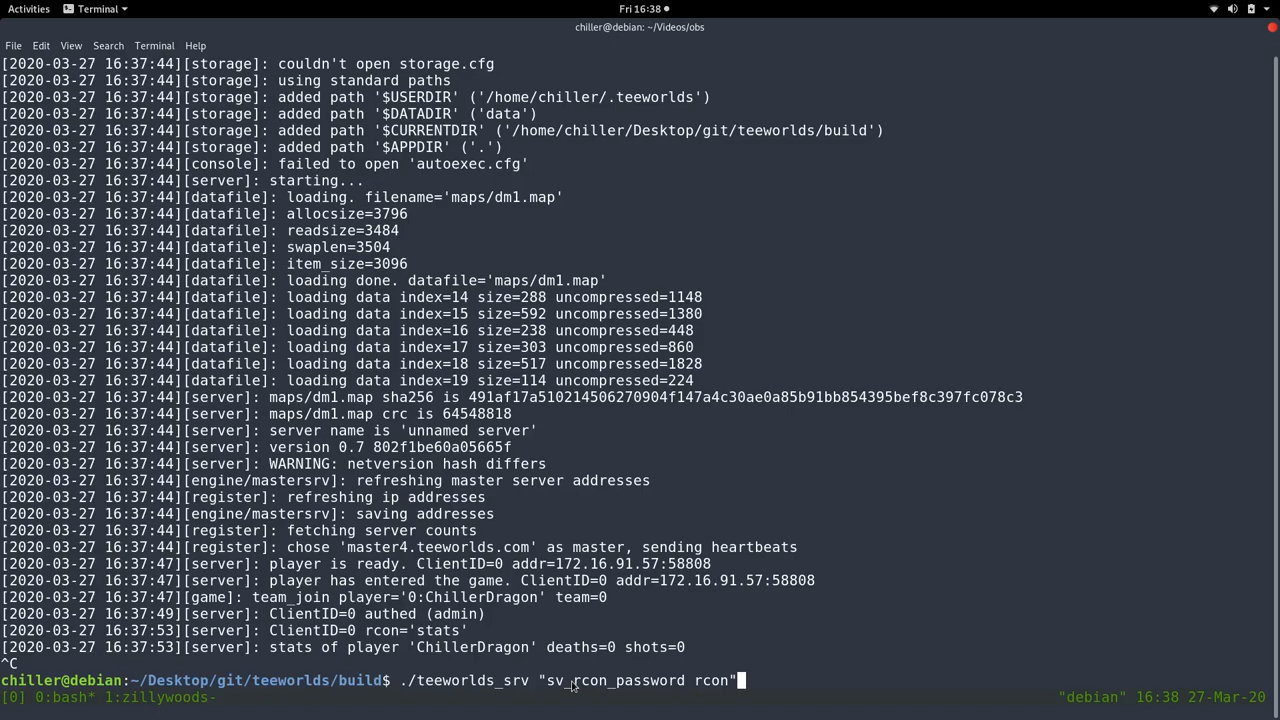 Activities Terminal Fri 16:38
chiller@debian: ~/Videos/obs
File Edit View Search Terminal Help
[2020-03-27 16:37:44][storage]: couldn't open storage.cfg
[2020-03-27 16:37:44][storage]: using standard paths
[2020-03-27 16:37:44][storage]: added path '$USERDIR' ('/home/chiller/.teeworlds')
[2020-03-27 16:37:44][storage]: added path '$DATADIR' ('data')
[2020-03-27 16:37:44][storage]: added path '$CURRENTDIR' ('/home/chiller/Desktop/git/teeworlds/build')
[2020-03-27 16:37:44][storage]: added path '$APPDIR' ('.')
[2020-03-27 16:37:44][console]: failed to open 'autoexec.cfg'
[2020-03-27 16:37:44][server]: starting...
[2020-03-27 16:37:44][datafile]: loading. filename='maps/dm1.map'
[2020-03-27 16:37:44][datafile]: allocsize=3796
[2020-03-27 16:37:44][datafile]: readsize=3484
[2020-03-27 16:37:44][datafile]: swaplen=3504
[2020-03-27 16:37:44][datafile]: item_size=3096
[2020-03-27 16:37:44][datafile]: loading done. datafile='maps/dm1.map'
[2020-03-27 16:37:44][datafile]: loading data index=14 size=288 uncompressed=1148
[2020-03-27 16:37:44][datafile]: loading data index=15 size=592 uncompressed=1380
[2020-03-27 16:37:44][datafile]: loading data index=16 size=238 uncompressed=448
[2020-03-27 16:37:44][datafile]: loading data index=17 size=303 uncompressed=860
[2020-03-27 16:37:44][datafile]: loading data index=18 size=517 uncompressed=1828
[2020-03-27 16:37:44][datafile]: loading data index=19 size=114 uncompressed=224
[2020-03-27 16:37:44][server]: maps/dm1.map sha256 is 491af17a510214506270904f147a4c30ae0a85b91bb854395bef8c397fc078c3
[2020-03-27 16:37:44][server]: maps/dm1.map crc is 64548818
[2020-03-27 16:37:44][server]: server name is 'unnamed server'
[2020-03-27 16:37:44][server]: version 0.7 802f1be60a05665f
[2020-03-27 16:37:44][server]: WARNING: netversion hash differs
[2020-03-27 16:37:44][engine/mastersrv]: refreshing master server addresses
[2020-03-27 16:37:44][register]: refreshing ip addresses
[2020-03-27 16:37:44][engine/mastersrv]: saving addresses
[2020-03-27 16:37:44][register]: fetching server counts
[2020-03-27 16:37:44][register]: chose 'master4.teeworlds.com' as master, sending heartbeats
[2020-03-27 16:37:47][server]: player is ready. ClientID=0 addr=172.16.91.57:58808
[2020-03-27 16:37:47][server]: player has entered the game. ClientID=0 addr=172.16.91.57:58808
[2020-03-27 16:37:47][game]: team_join player='0:ChillerDragon' team=0
[2020-03-27 16:37:49][server]: ClientID=0 authed (admin)
[2020-03-27 16:37:53][server]: ClientID=0 rcon='stats'
[2020-03-27 16:37:53][server]: stats of player 'ChillerDragon' deaths=0 shots=0
^C
chiller@debian:~/Desktop/git/teeworlds/build$ ./teeworlds_srv "sv_rcon_password rcon"
[0] 0:bash* 1:zillywoods- "debian" 16:38 27-Mar-20